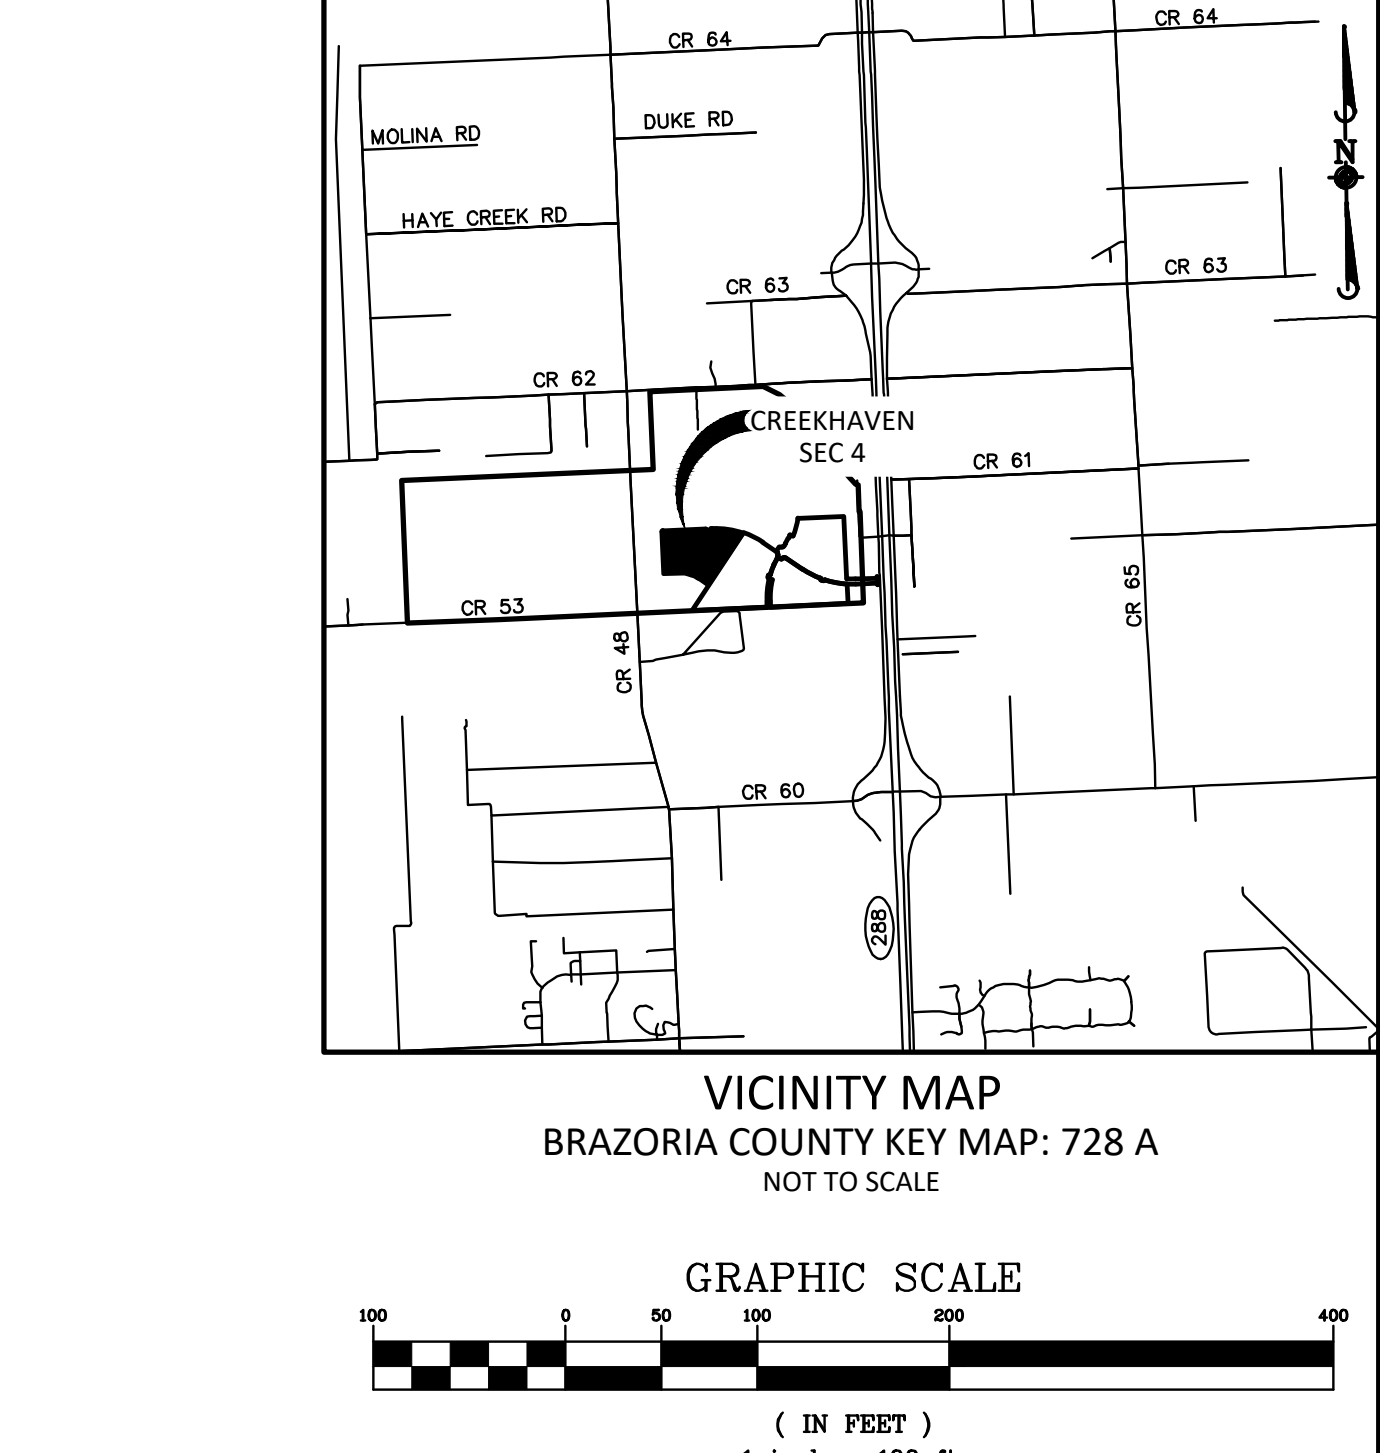 CR 64
CR 64
MOLINA RD
DUKE RD
N
HAYE CREEK RD
CR 63
CR 63
CR 62
CREEKHAVEN
SEC 4
CR 61
CR 53
CR 65
CR 48
CR 60
288
VICINITY MAP
BRAZORIA COUNTY KEY MAP: 728 A
NOT TO SCALE
GRAPHIC SCALE
100 0 50 100 200 400
( IN FEET )